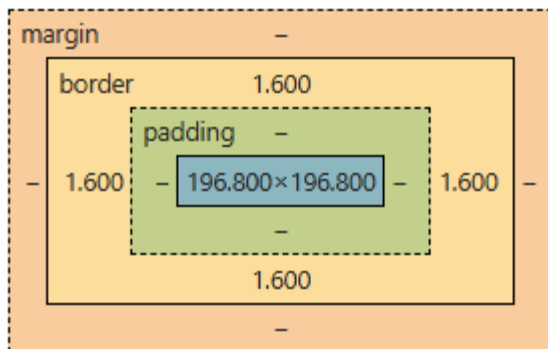 margin –
border 1.600
padding –
– 1.600 – 196.800×196.800 – 1.600 –
–
1.600
–